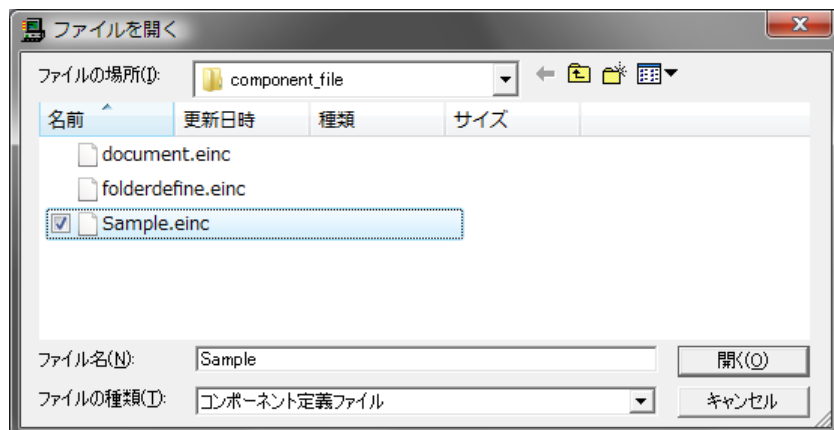 ファイルを開く
ファイルの場所(I): component_file
名前 更新日時 種類 サイズ
document.einc
folderdefine.einc
Sample.einc
ファイル名(N): Sample 開く(O)
ファイルの種類(T): コンポーネント定義ファイル キャンセル